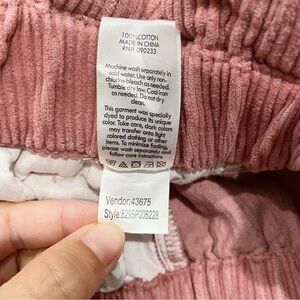 100% COTTON
MADE IN CHINA
RN# 090233
Machine wash separately in
cold water. Use only non-
chlorine bleach as needed.
Tumble dry low. Cool iron
as needed. Do not dry
clean.
This garment was specially
dyed to produce its unique
color. Take care, dark colors
may transfer onto light
colored clothing or other
items. To minimize fading,
please wash separately and
follow care instructions.
Vendor:43675
Style:829SP206228